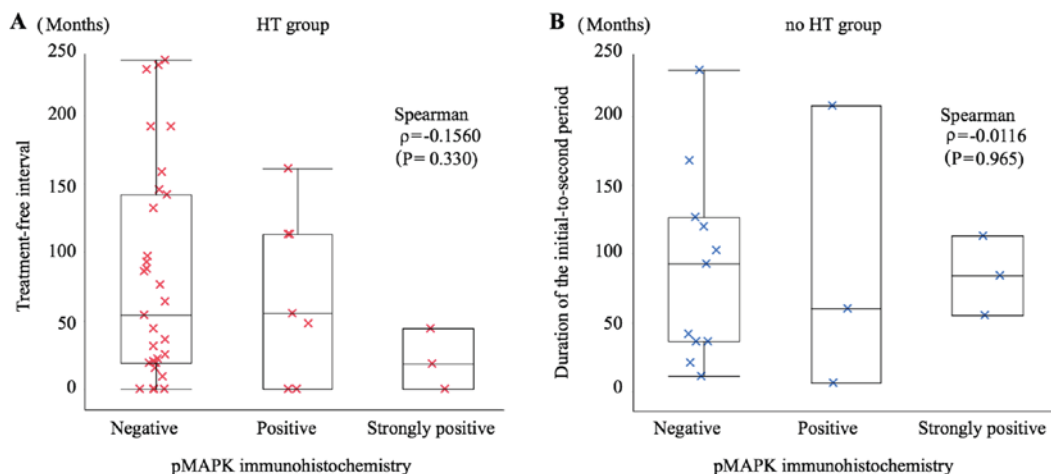 A (Months) HT group
250
200
150
100
50
0
Treatment-free interval
Spearman
ρ=-0.1560
(P= 0.330)
Negative Positive Strongly positive
pMAPK immunohistochemistry
B (Months) no HT group
250
200
150
100
50
0
Duration of the initial-to-second period
Spearman
ρ=-0.0116
(P=0.965)
Negative Positive Strongly positive
pMAPK immunohistochemistry